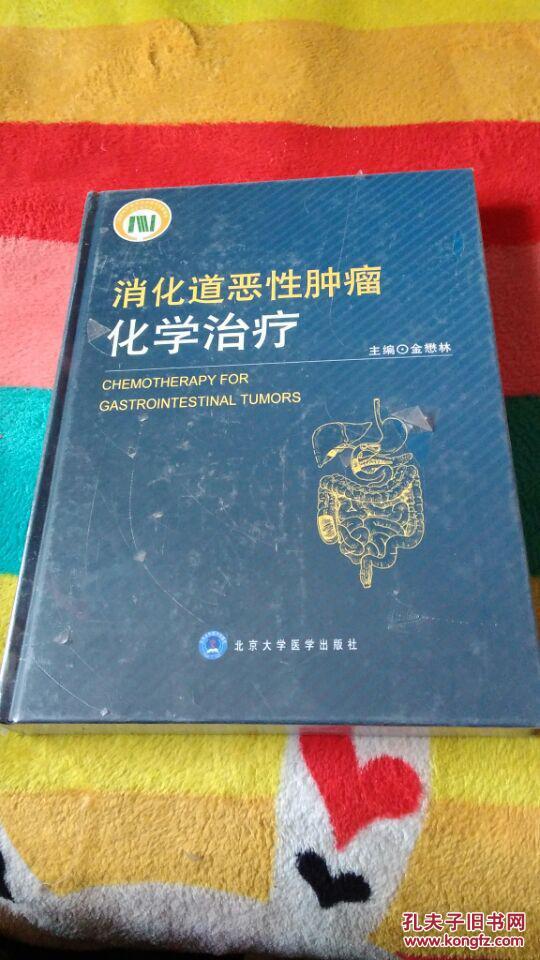 消化道恶性肿瘤
化学治疗
主编⊙金懋林
CHEMOTHERAPY FOR
GASTROINTESTINAL TUMORS
北京大学医学出版社
孔夫子旧书网
www.kongfz.com